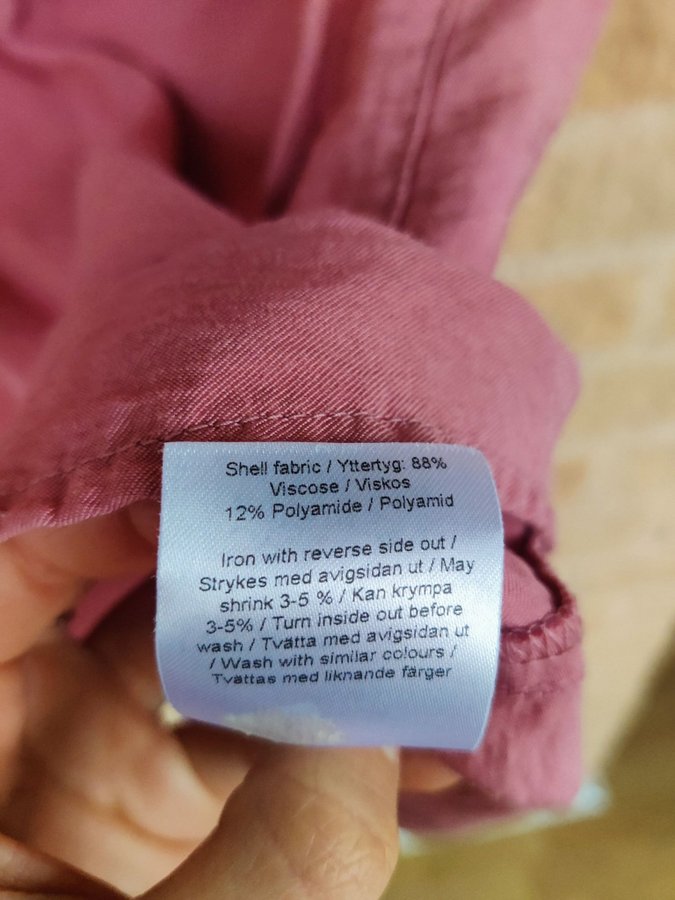 Shell fabric / Yttertyg: 88%
Viscose / Viskos
12% Polyamide / Polyamid
Iron with reverse side out /
Strykes med avigsidan ut / May
shrink 3-5 % / Kan krympa
3-5% / Turn inside out before
wash / Tvätta med avigsidan ut
/ Wash with similar colours /
Tvättas med liknande färger